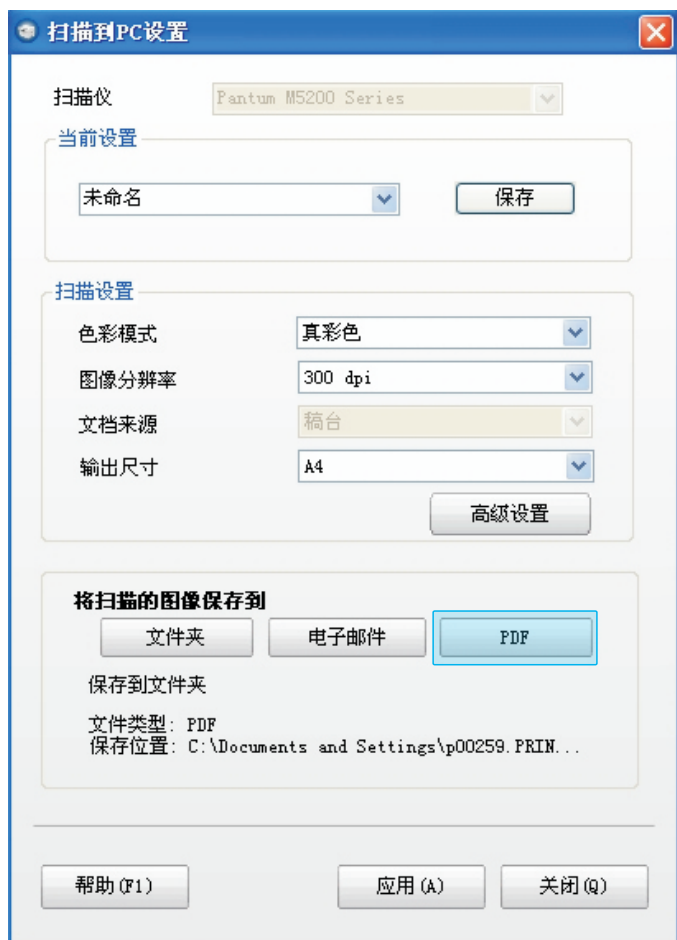 扫描到PC设置
扫描仪 Pantum M5200 Series
当前设置
未命名 保存
扫描设置
色彩模式 真彩色
图像分辨率 300 dpi
文档来源 稿台
输出尺寸 A4
高级设置
将扫描的图像保存到
文件夹 电子邮件 PDF
保存到文件夹
文件类型: PDF
保存位置: C:\Documents and Settings\p00259.PRIN...
帮助(F1) 应用(A) 关闭(Q)